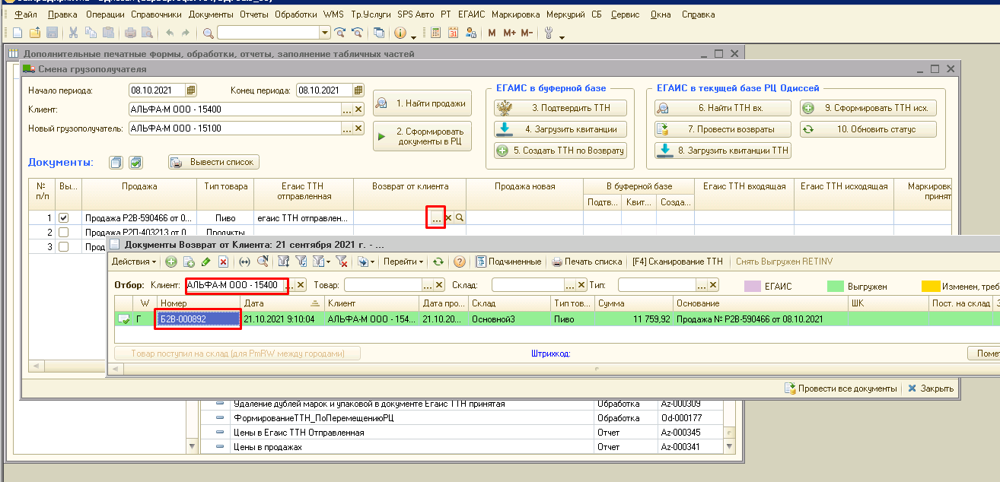 Файл Правка Операции Справочники Документы Отчеты Обработки WMS Тр.Услуги SPS Авто РТ ЕГАИС Маркировка Меркурий СБ Сервис Окна Справка
M M+ M-
Дополнительные печатные формы, обработки, отчеты, заполнение табличных частей
Смена грузополучателя
Начало периода: 08.10.2021 Конец периода: 08.10.2021
Клиент: АЛЬФА-М ООО - 15400 ...
Новый грузополучатель: АЛЬФА-М ООО - 15100 ...
1. Найти продажи
2. Сформировать документы в РЦ
ЕГАИС в буферной базе
3. Подтвердить ТТН
4. Загрузить квитанции
5. Создать ТТН по Возврату
ЕГАИС в текущей базе РЦ Одиссей
6. Найти ТТН вх. 9. Сформировать ТТН исх.
7. Провести возвраты 10. Обновить статус
8. Загрузить квитанции ТТН
Документы: Вывести список
№ п/п Вы... Продажа Тип товара Егаис ТТН отправленная Возврат от клиента Продажа новая В буферной базе Егаис ТТН входящая Егаис ТТН исходящая
Подтв... Квит... Созда...
1 Продажа Р2В-590466 от 0... Пиво егаис ТТН отправлен... ...
2 Продажа Р2П-403213 от 0... Продукты
3
Документы Возврат от Клиента: 21 сентября 2021 г. - ...
Действия Перейти Подчиненные Печать списка [F4] Сканирование ТТН Снять Выгружен RETINV
Отбор: Клиент: АЛЬФА-М ООО - 15400 ... Товар: ... Склад: ... Тип: ... ЕГАИС Выгружен
W Номер Дата Клиент Дата про... Склад Тип тов... Сумма Основание ШК Пост. на склад
Г Б2В-000892 21.10.2021 9:10:04 АЛЬФА-М ООО - 154... 21.10.20... Основной3 Пиво 11 759,92 Продажа № Р2В-590466 от 08.10.2021
Товар поступил на склад (для PmRW между городами) Штрихкод:
Провести все документы Закрыть
Удаление дублей марок и упаковой в документе Егаис ТТН принятая Обработка Az-000309
ФормированиеТТН_ПоПеремещениюРЦ Обработка Od-000177
Цены в Егаис ТТН Отправленная Отчет Az-000345
Цены в продажах Отчет Az-000341